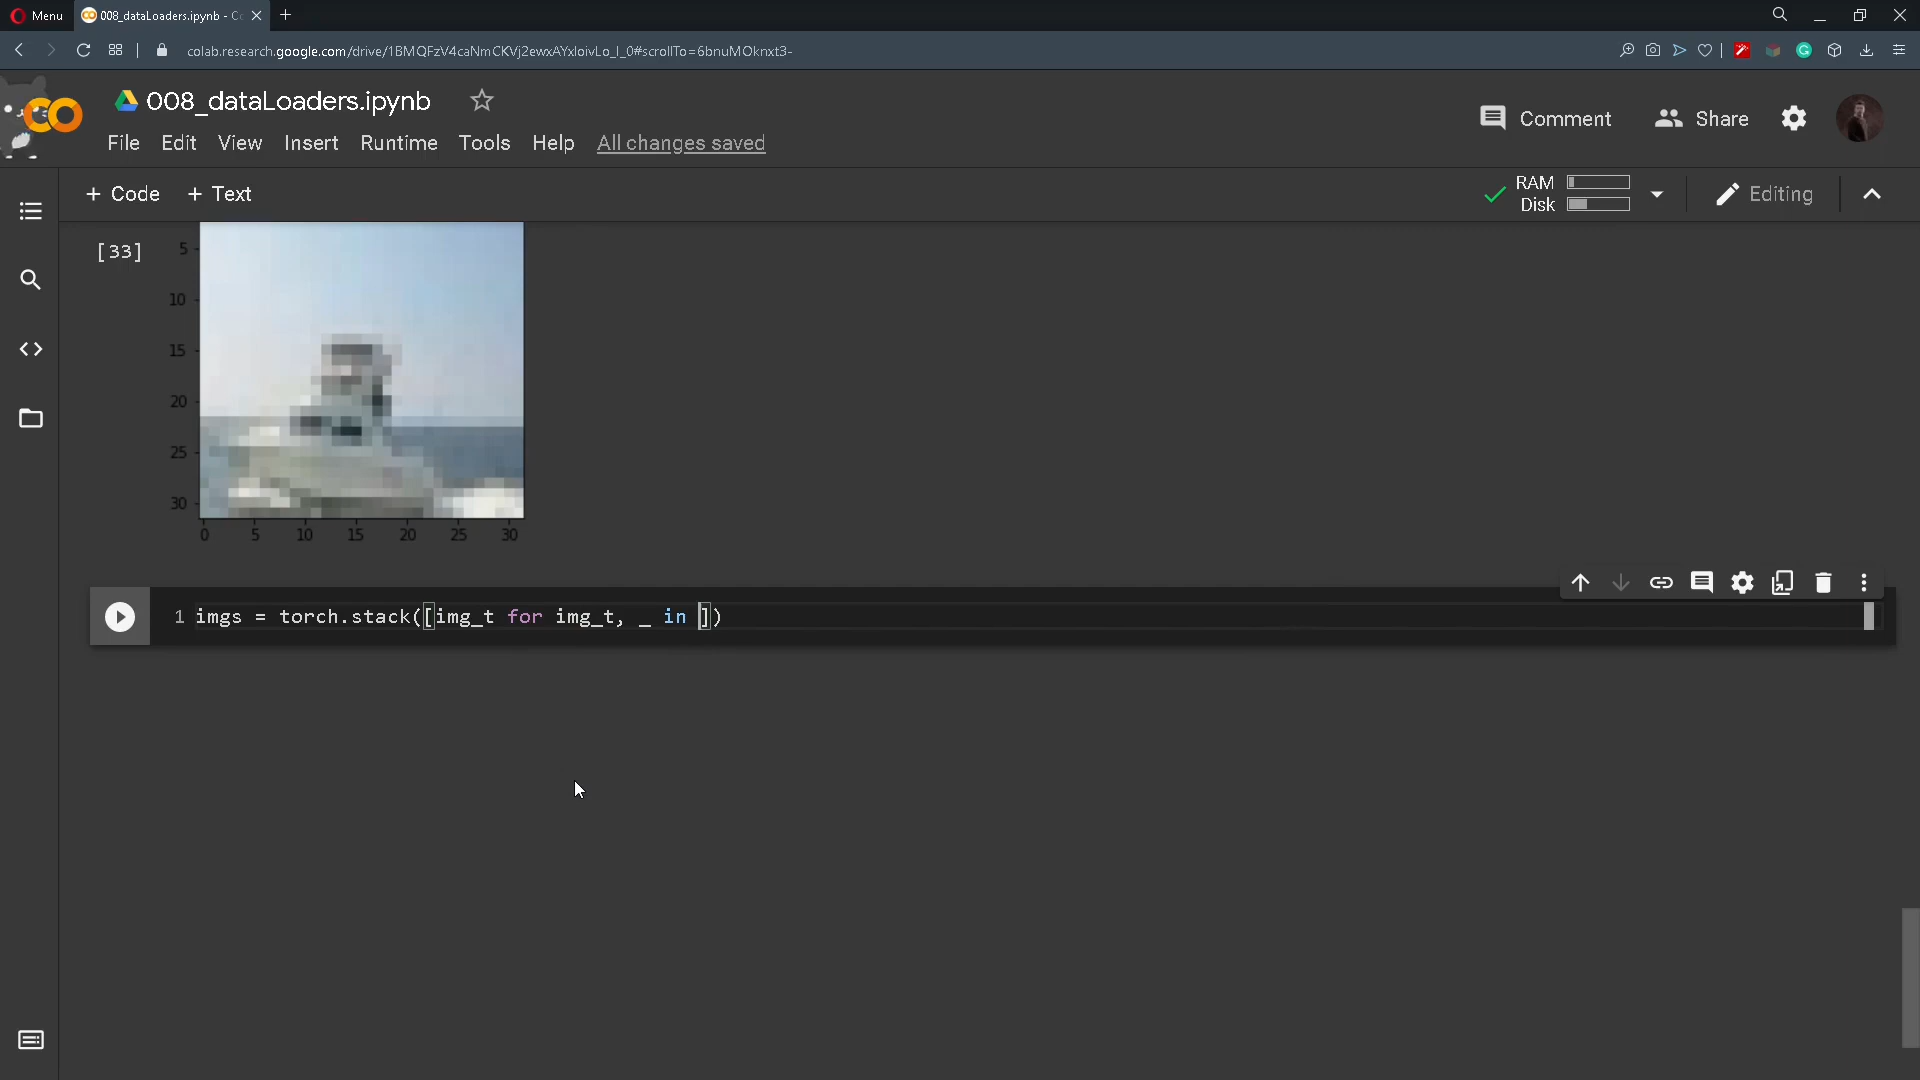 Menu
008_dataLoaders.ipynb - C
colab.research.google.com/drive/1BMQFzV4caNmCKVj2ewxAYxIoivLo_I_0#scrollTo=6bnuMOknxt3-
008_dataLoaders.ipynb
Comment
Share
File Edit View Insert Runtime Tools Help All changes saved
+ Code + Text
RAM
Disk
Editing
[33]
5
10
15
20
25
30
0 5 10 15 20 25 30
1 imgs = torch.stack([img_t for img_t, _ in ])